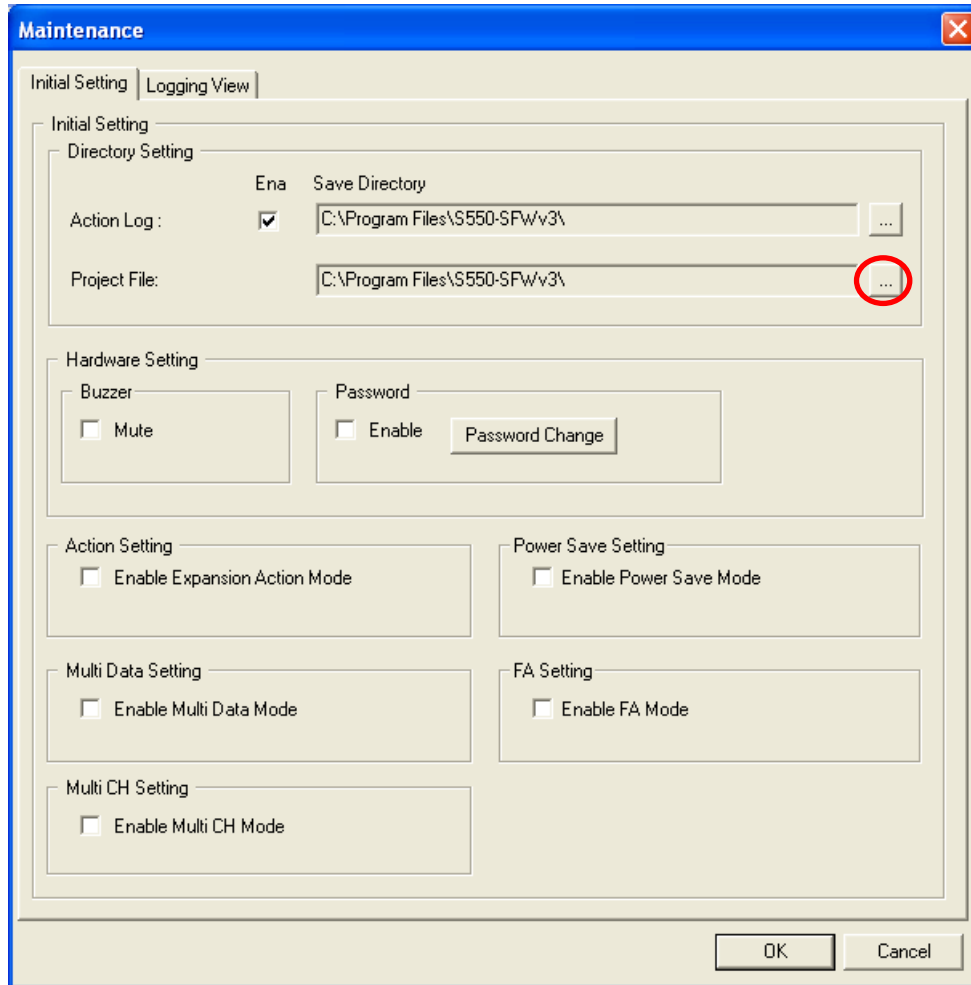 Maintenance
Initial Setting
Logging View
Initial Setting
Directory Setting
Ena
Save Directory
Action Log :
C:\Program Files\S550-SFWv3\
...
Project File:
C:\Program Files\S550-SFWv3\
...
Hardware Setting
Buzzer
Mute
Password
Enable
Password Change
Action Setting
Enable Expansion Action Mode
Power Save Setting
Enable Power Save Mode
Multi Data Setting
Enable Multi Data Mode
FA Setting
Enable FA Mode
Multi CH Setting
Enable Multi CH Mode
OK
Cancel